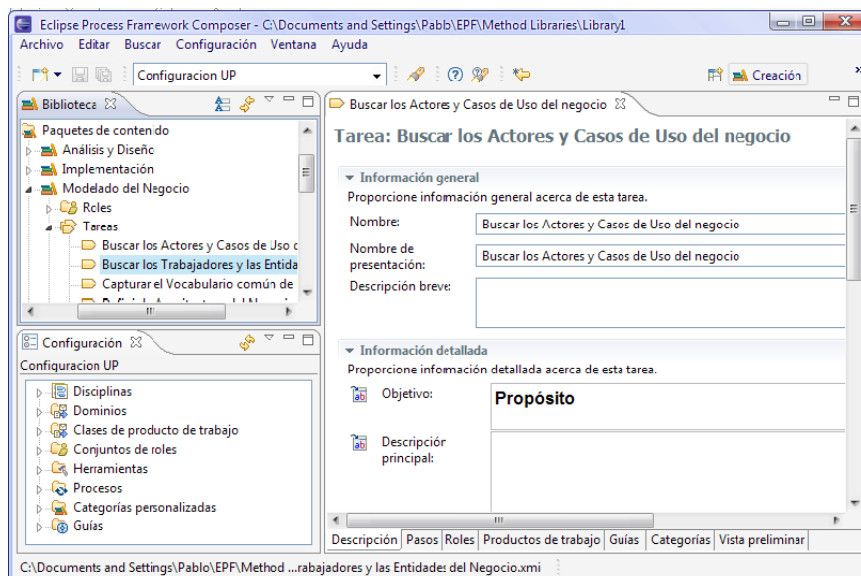 Eclipse Process Framework Composer - C:\Documents and Settings\Pabb\EPF\Method Libraries\Library1
Archivo Editar Buscar Configuración Ventana Ayuda
Configuracion UP
Creación
Biblioteca
Paquetes de contenido
Análisis y Diseño
Implementación
Modelado del Negocio
Roles
Tareas
Buscar los Actores y Casos de Uso c
Buscar los Trabajadores y las Entida
Capturar el Vocabulario común de
Configuración
Configuracion UP
Disciplinas
Dominios
Clases de producto de trabajo
Conjuntos de roles
Herramientas
Procesos
Categorías personalizadas
Guías
Buscar los Actores y Casos de Uso del negocio
Tarea: Buscar los Actores y Casos de Uso del negocio
Información general
Proporcione información general acerca de esta tarea.
Nombre:
Buscar los Actores y Casos de Uso del negocio
Nombre de
presentación:
Buscar los Actores y Casos de Uso del negocio
Descripción breve:
Información detallada
Proporcione información detallada acerca de esta tarea.
Objetivo:
Propósito
Descripción
principal:
Descripción Pasos Roles Productos de trabajo Guías Categorías Vista preliminar
C:\Documents and Settings\Pablo\EPF\Method ...rabajadores y las Entidades del Negocio.xmi